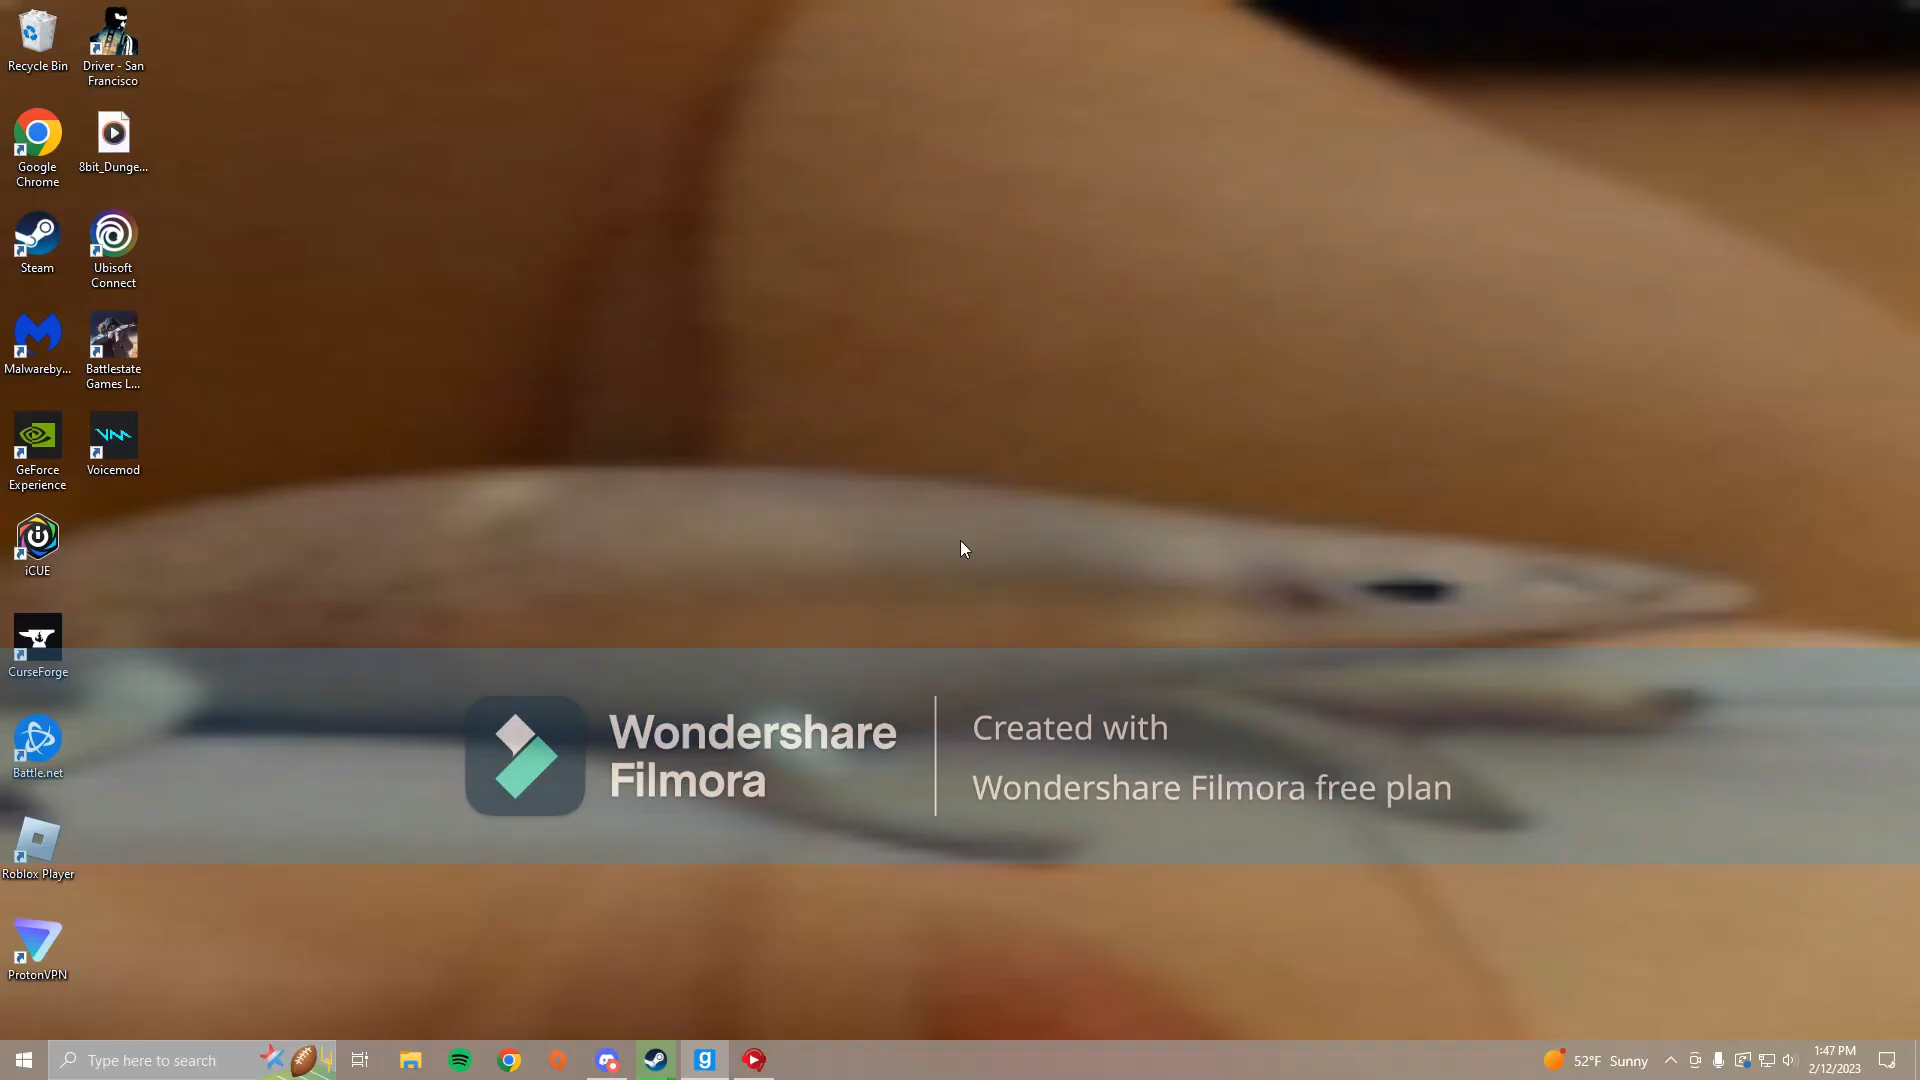 Recycle Bin
Driver - San
Francisco
Google
Chrome
8bit_Dunge...
Steam
Ubisoft
Connect
Malwareby...
Battlestate
Games L...
GeForce
Experience
Voicemod
iCUE
CurseForge
Battle.net
Roblox Player
ProtonVPN
Wondershare
Filmora
Created with
Wondershare Filmora free plan
Type here to search
52°F Sunny
1:47 PM
2/12/2023